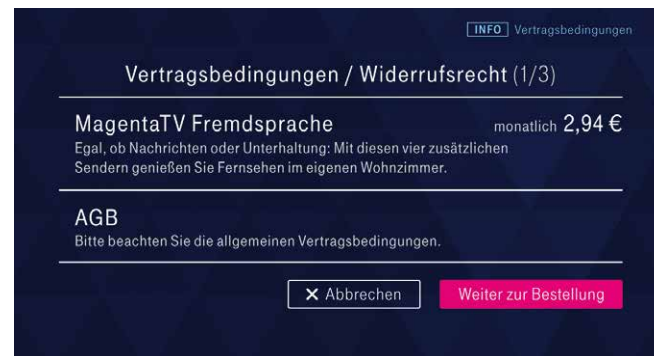 INFO Vertragsbedingungen
Vertragsbedingungen / Widerrufsrecht (1/3)
MagentaTV Fremdsprache monatlich 2,94 €
Egal, ob Nachrichten oder Unterhaltung: Mit diesen vier zusätzlichen
Sendern genießen Sie Fernsehen im eigenen Wohnzimmer.
AGB
Bitte beachten Sie die allgemeinen Vertragsbedingungen.
✕ Abbrechen Weiter zur Bestellung